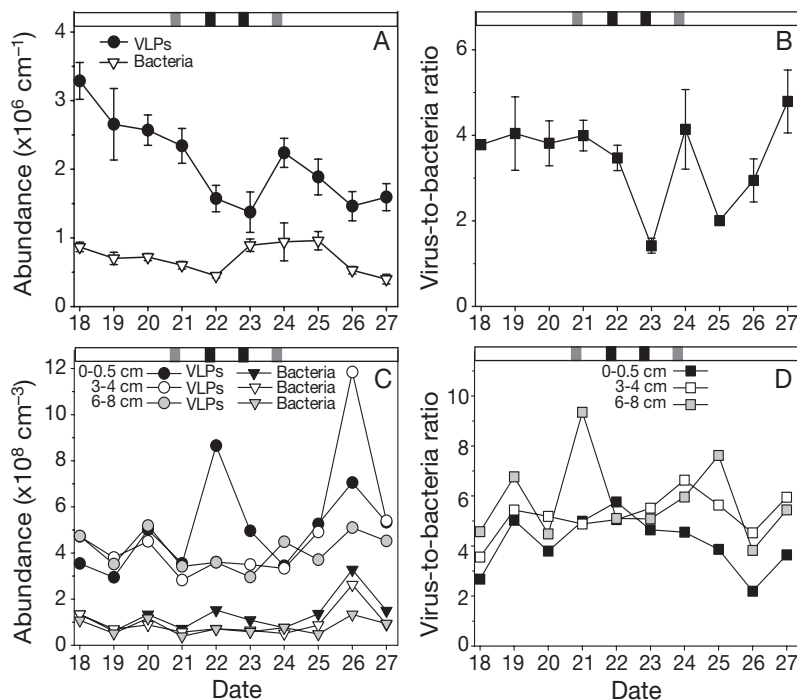 A
VLPs
Bacteria
Abundance (x10⁶ cm⁻¹)
4
3
2
1
0
18 19 20 21 22 23 24 25 26 27
B
Virus-to-bacteria ratio
6
4
2
0
18 19 20 21 22 23 24 25 26 27
C
0-0.5 cm VLPs Bacteria
3-4 cm VLPs Bacteria
6-8 cm VLPs Bacteria
Abundance (x10⁸ cm⁻³)
12
10
8
6
4
2
0
18 19 20 21 22 23 24 25 26 27
Date
D
0-0.5 cm
3-4 cm
6-8 cm
Virus-to-bacteria ratio
10
8
6
4
2
0
18 19 20 21 22 23 24 25 26 27
Date